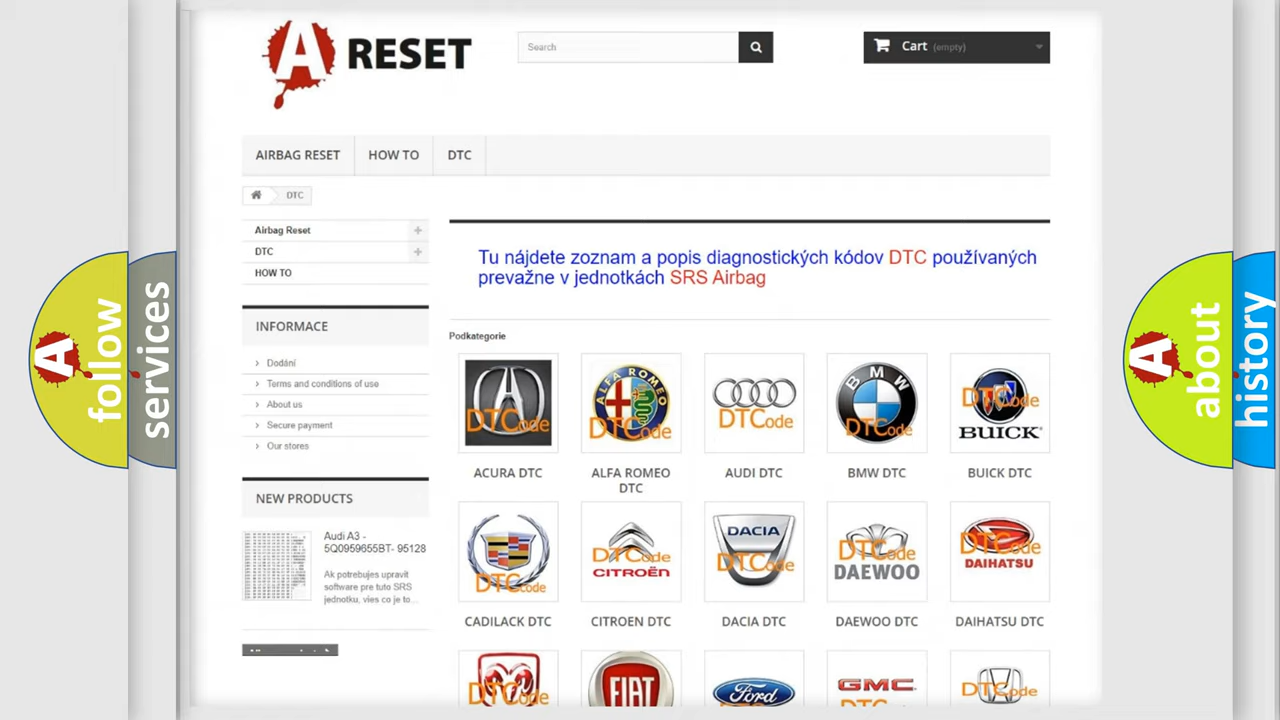 A RESET
Search
Cart (empty)
AIRBAG RESET
HOW TO
DTC
DTC
Airbag Reset
DTC
HOW TO
Tu nájdete zoznam a popis diagnostických kódov DTC používaných
prevažne v jednotkách SRS Airbag
INFORMACE
Dodání
Terms and conditions of use
About us
Secure payment
Our stores
Podkategorie
DTCode
ALFA ROMEO
DTCode
DTCode
BMW
DTCode
DTCode
BUICK
ACURA DTC
ALFA ROMEO
DTC
AUDI DTC
BMW DTC
BUICK DTC
NEW PRODUCTS
Audi A3 -
5Q0959655BT- 95128
Ak potrebujes upravit
software pre tuto SRS
jednotku, vies co je to...
DTCode
DTCode
CITROËN
DACIA
DTCode
DTCode
DAEWOO
DTCode
DAIHATSU
CADILACK DTC
CITROEN DTC
DACIA DTC
DAEWOO DTC
DAIHATSU DTC
DTCode
FIAT
Ford
GMC
DTCode
A follow
services
A about
history